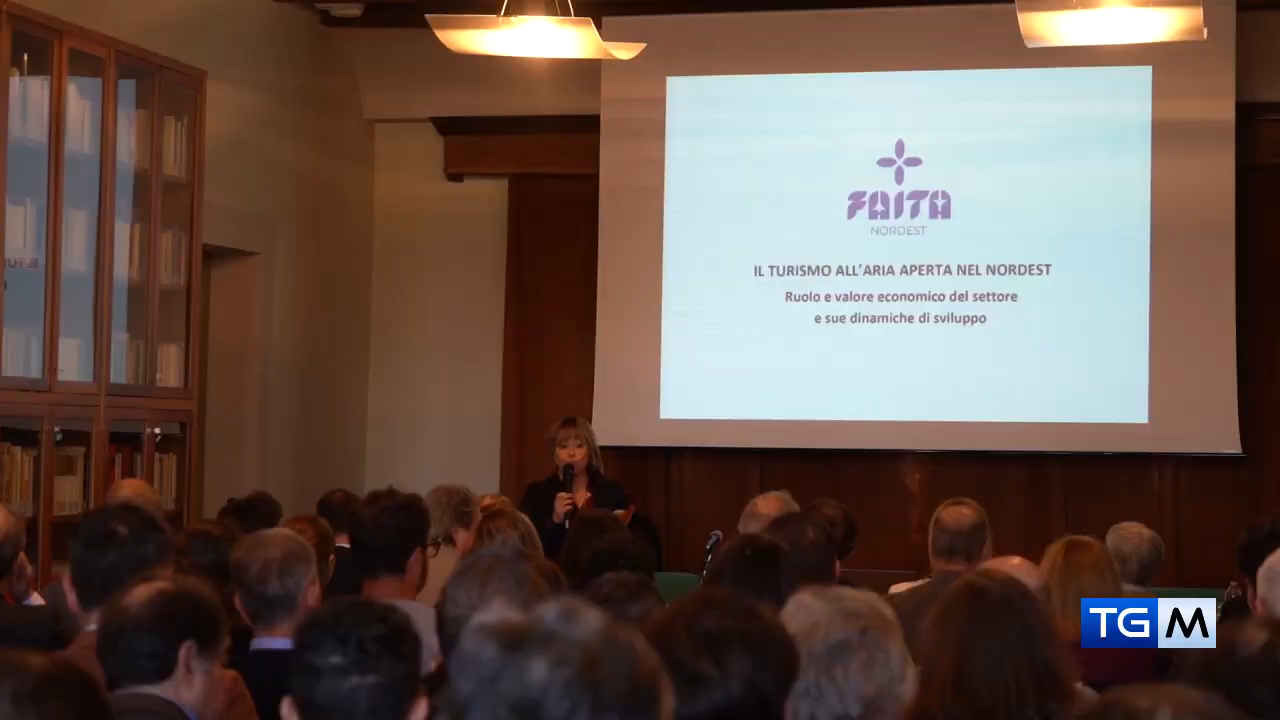 FAITA
NORDEST
IL TURISMO ALL'ARIA APERTA NEL NORDEST
Ruolo e valore economico del settore
e sue dinamiche di sviluppo
TGM